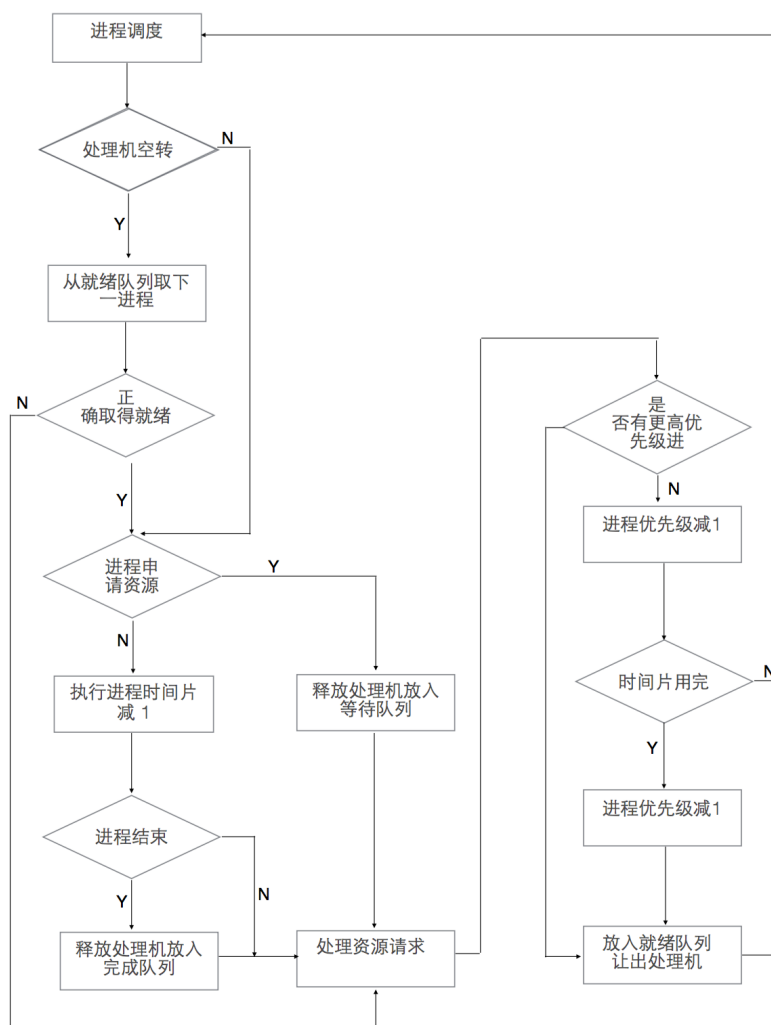 进程调度
N
处理机空转
Y
从就绪队列取下
一进程
N
正
确取得就绪
是
否有更高优
先级进
N
Y
进程优先级减1
进程申
请资源
Y
N
执行进程时间片
减 1
释放处理机放入
等待队列
时间片用完
N
Y
进程优先级减1
进程结束
N
Y
释放处理机放入
完成队列
处理资源请求
放入就绪队列
让出处理机